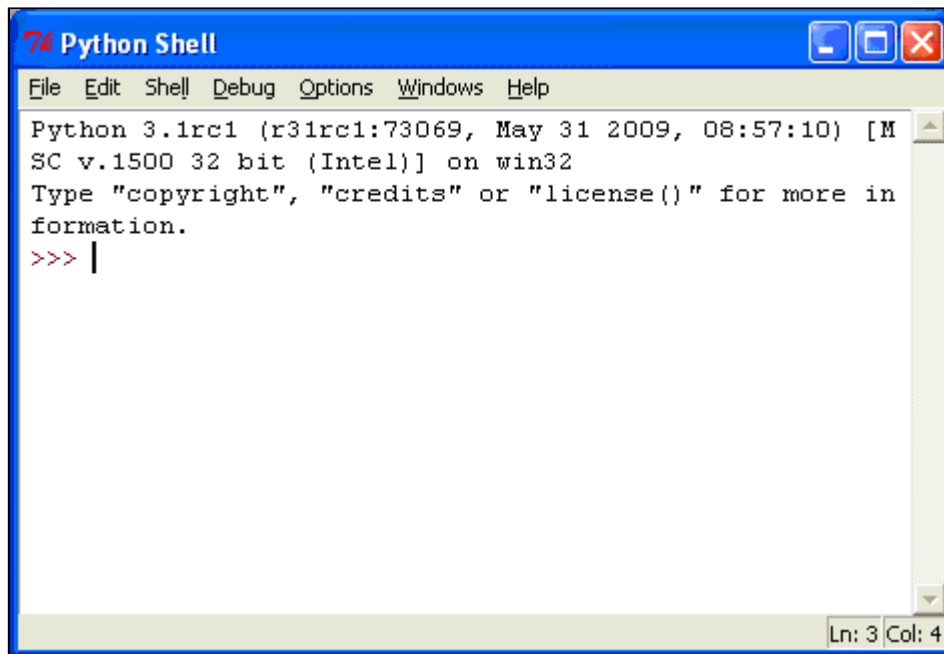 Python Shell
File Edit Shell Debug Options Windows Help
Python 3.1rc1 (r31rc1:73069, May 31 2009, 08:57:10) [M
SC v.1500 32 bit (Intel)] on win32
Type "copyright", "credits" or "license()" for more in
formation.
>>>
Ln: 3 Col: 4